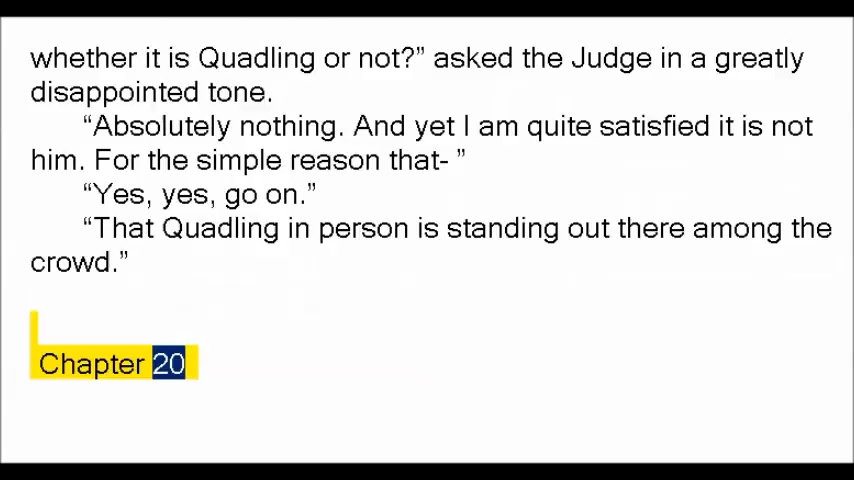 whether it is Quadling or not?” asked the Judge in a greatly
disappointed tone.
“Absolutely nothing. And yet I am quite satisfied it is not
him. For the simple reason that- ”
“Yes, yes, go on.”
“That Quadling in person is standing out there among the
crowd.”
Chapter 20